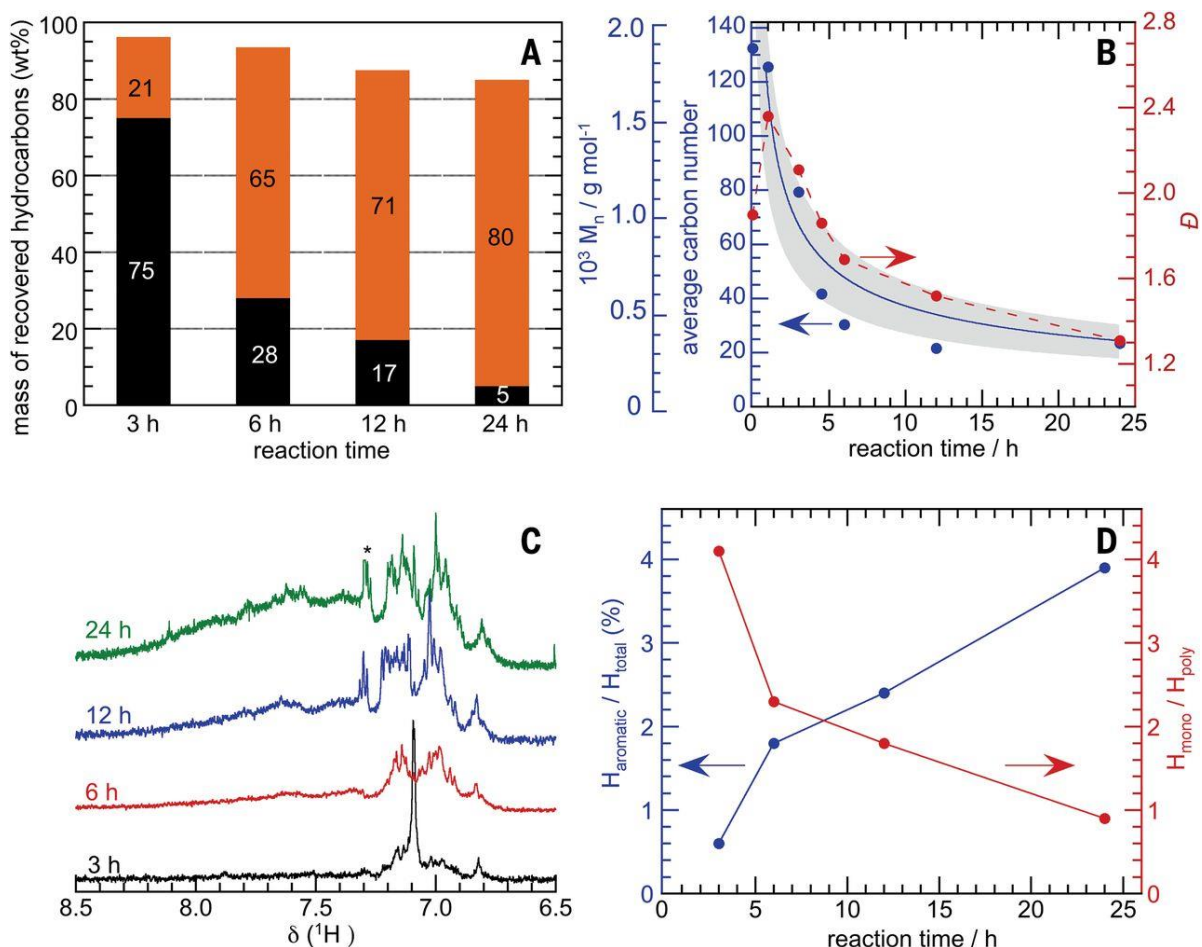 A
mass of recovered hydrocarbons (wt%)
100
80
60
40
20
0
21
75
65
28
71
17
80
5
3 h
6 h
12 h
24 h
reaction time
B
10³ Mₙ / g mol⁻¹
2.0
1.5
1.0
0.5
0
average carbon number
140
120
100
80
60
40
20
0
Đ
2.8
2.4
2.0
1.6
1.2
0
5
10
15
20
25
reaction time / h
C
*
24 h
12 h
6 h
3 h
8.5
8.0
7.5
7.0
6.5
δ (¹H )
D
H_aromatic / H_total (%)
4
3
2
1
0
H_mono / H_poly
4
3
2
1
0
0
5
10
15
20
25
reaction time / h